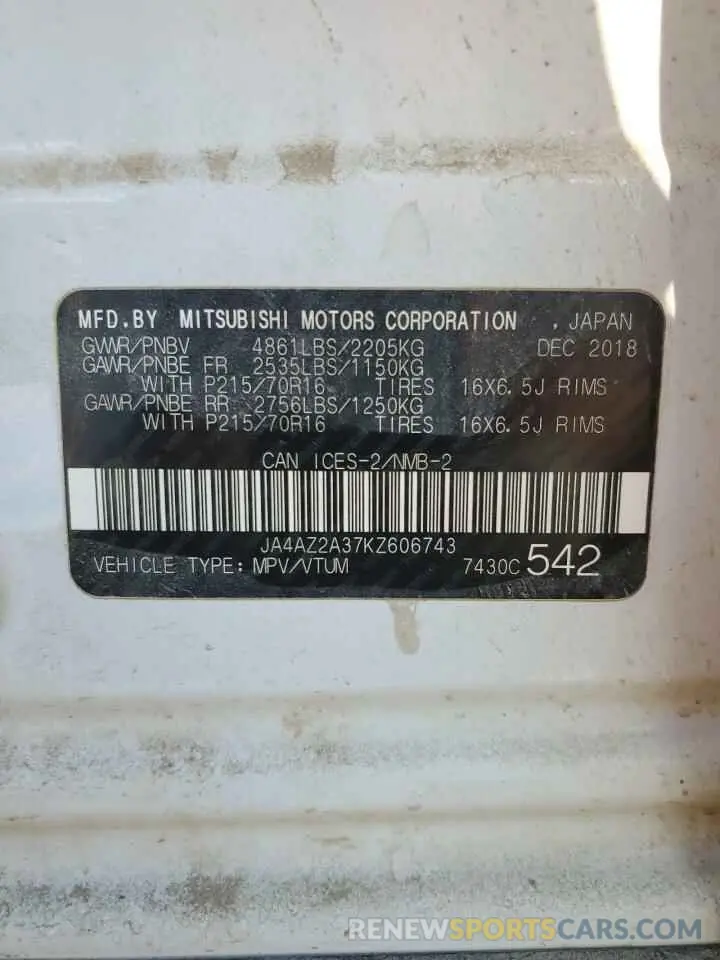 MFD.BY MITSUBISHI MOTORS CORPORATION , JAPAN
GVWR/PNBV 4861LBS/2205KG DEC 2018
GAWR/PNBE FR 2535LBS/1150KG
WITH P215/70R16 TIRES 16X6.5J RIMS
GAWR/PNBE RR 2756LBS/1250KG
WITH P215/70R16 TIRES 16X6.5J RIMS
CAN ICES-2/NMB-2
JA4AZ2A37KZ606743
VEHICLE TYPE: MPV/VTUM 7430C 542
RENEWSPORTSCARS.COM